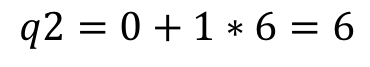 q2 = 0 + 1 ∗ 6 = 6